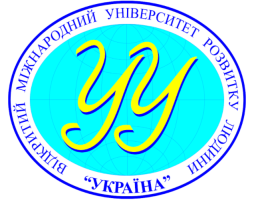 ВІДКРИТИЙ МІЖНАРОДНИЙ УНІВЕРСИТЕТ РОЗВИТКУ ЛЮДИНИ
УУ
“УКРАЇНА”